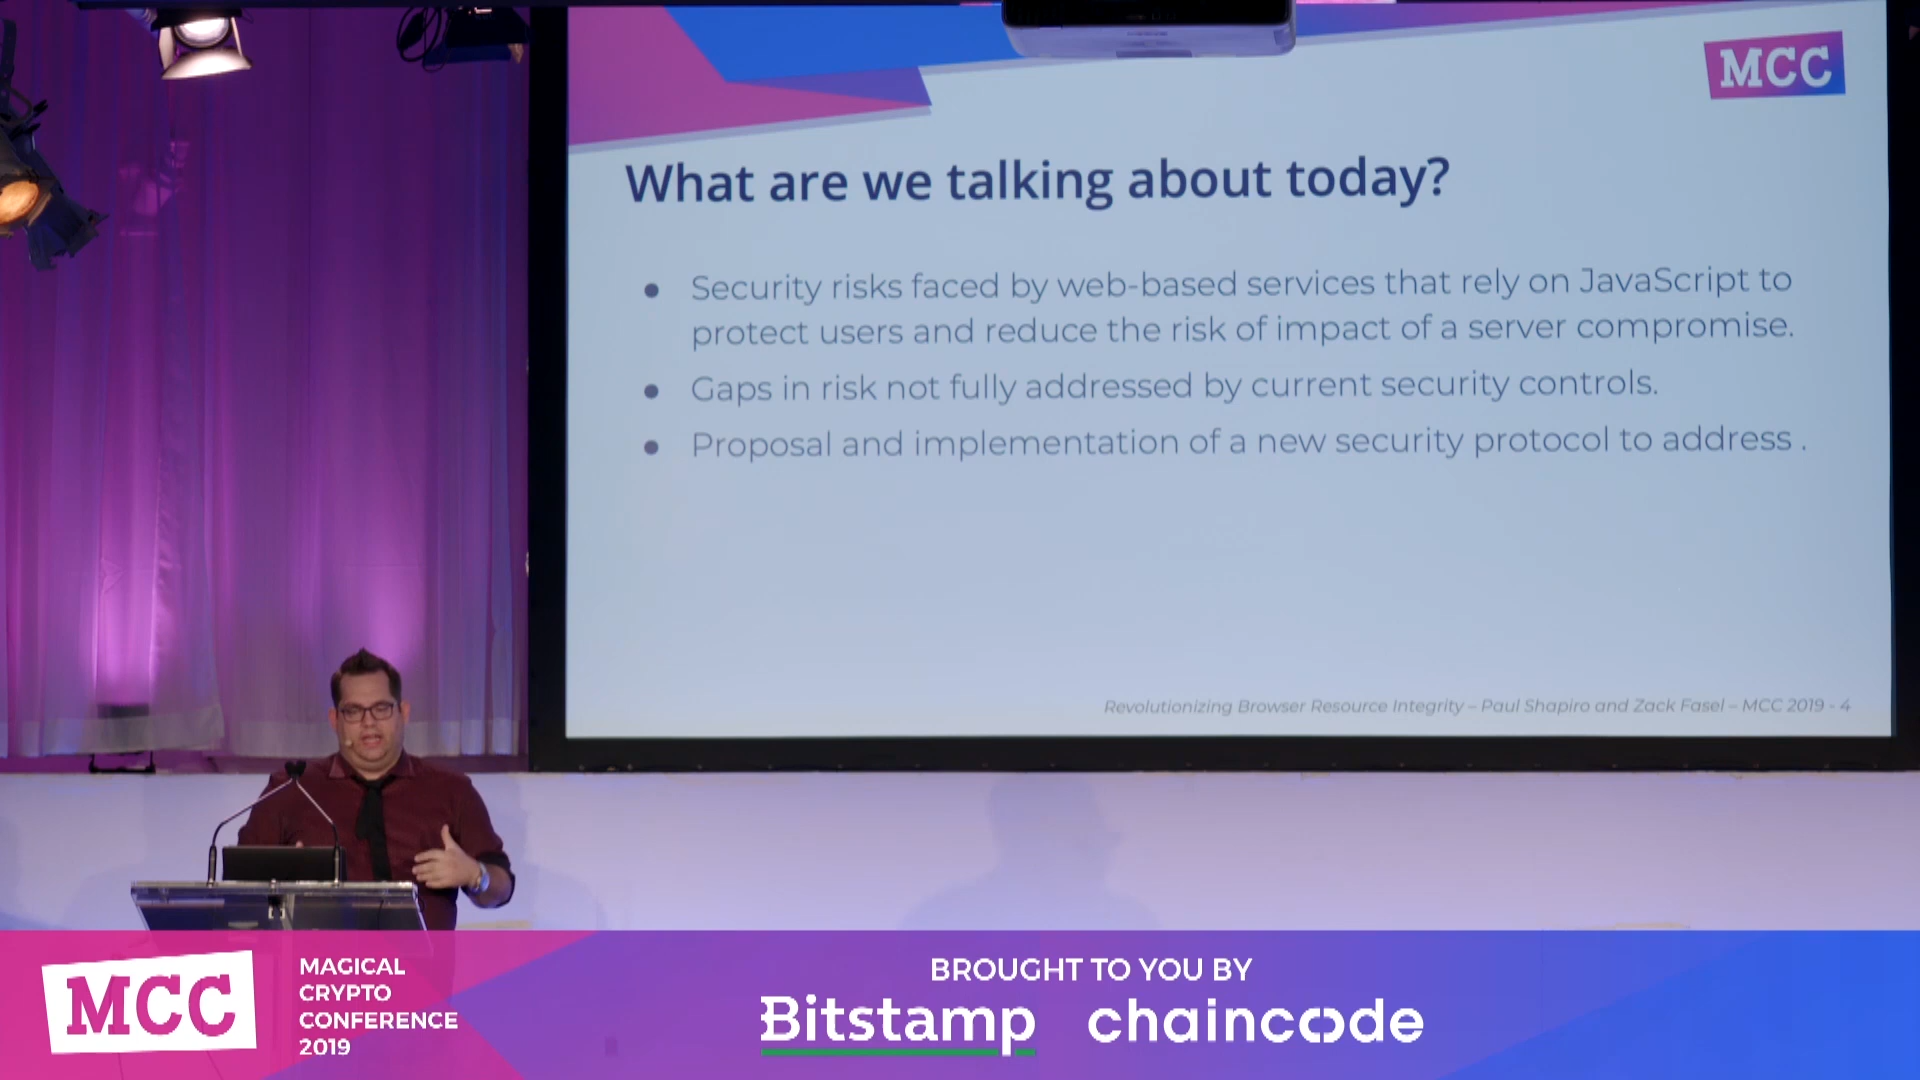 MCC
What are we talking about today?
● Security risks faced by web-based services that rely on JavaScript to
protect users and reduce the risk of impact of a server compromise.
● Gaps in risk not fully addressed by current security controls.
● Proposal and implementation of a new security protocol to address .
Revolutionizing Browser Resource Integrity – Paul Shapiro and Zack Fasel – MCC 2019 - 4
MCC
MAGICAL
CRYPTO
CONFERENCE
2019
BROUGHT TO YOU BY
Bitstamp chaincode